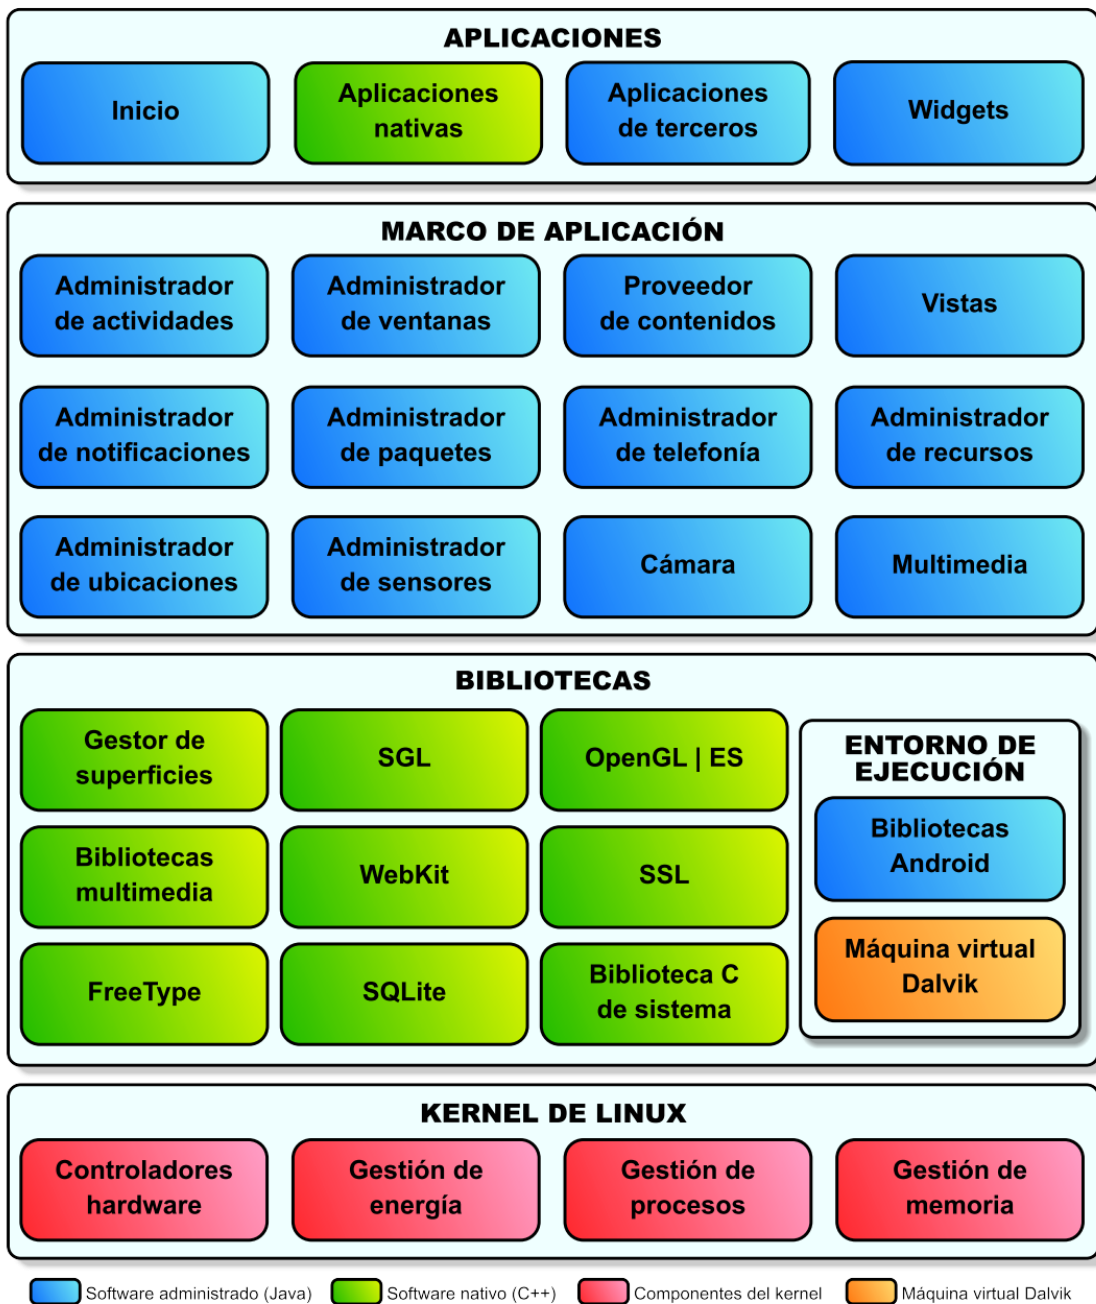 APLICACIONES
Inicio
Aplicaciones
nativas
Aplicaciones
de terceros
Widgets
MARCO DE APLICACIÓN
Administrador
de actividades
Administrador
de ventanas
Proveedor
de contenidos
Vistas
Administrador
de notificaciones
Administrador
de paquetes
Administrador
de telefonía
Administrador
de recursos
Administrador
de ubicaciones
Administrador
de sensores
Cámara
Multimedia
BIBLIOTECAS
Gestor de
superficies
SGL
OpenGL | ES
Bibliotecas
multimedia
WebKit
SSL
FreeType
SQLite
Biblioteca C
de sistema
ENTORNO DE
EJECUCIÓN
Bibliotecas
Android
Máquina virtual
Dalvik
KERNEL DE LINUX
Controladores
hardware
Gestión de
energía
Gestión de
procesos
Gestión de
memoria
Software administrado (Java)
Software nativo (C++)
Componentes del kernel
Máquina virtual Dalvik